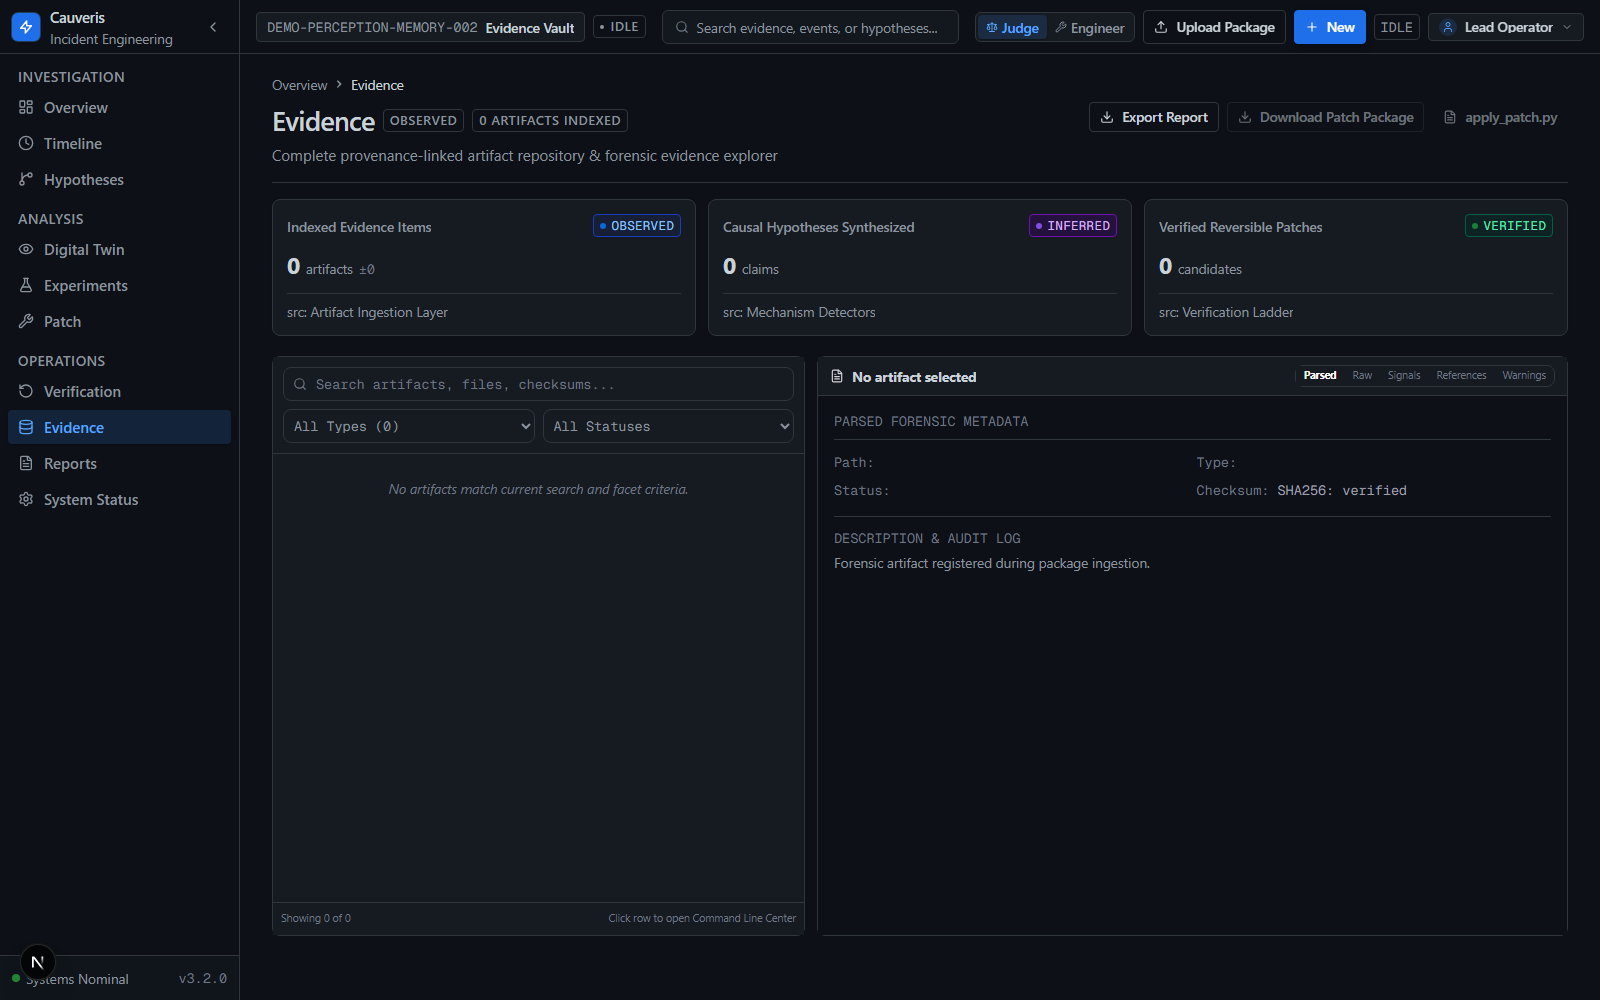 Cauveris
Incident Engineering
DEMO-PERCEPTION-MEMORY-002 Evidence Vault
IDLE
Search evidence, events, or hypotheses...
Judge
Engineer
Upload Package
New
IDLE
Lead Operator
INVESTIGATION
Overview
Timeline
Hypotheses
ANALYSIS
Digital Twin
Experiments
Patch
OPERATIONS
Verification
Evidence
Reports
System Status
N
Systems Nominal
v3.2.0
Overview > Evidence
Evidence
OBSERVED
0 ARTIFACTS INDEXED
Complete provenance-linked artifact repository & forensic evidence explorer
Export Report
Download Patch Package
apply_patch.py
Indexed Evidence Items
OBSERVED
0 artifacts ±0
src: Artifact Ingestion Layer
Causal Hypotheses Synthesized
INFERRED
0 claims
src: Mechanism Detectors
Verified Reversible Patches
VERIFIED
0 candidates
src: Verification Ladder
Search artifacts, files, checksums...
All Types (0)
All Statuses
No artifacts match current search and facet criteria.
Showing 0 of 0
Click row to open Command Line Center
No artifact selected
Parsed
Raw
Signals
References
Warnings
PARSED FORENSIC METADATA
Path:
Type:
Status:
Checksum: SHA256: verified
DESCRIPTION & AUDIT LOG
Forensic artifact registered during package ingestion.